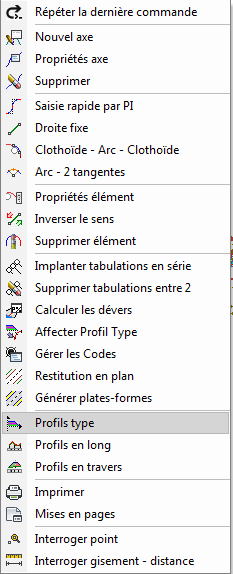 Répéter la dernière commande
Nouvel axe
Propriétés axe
Supprimer
Saisie rapide par PI
Droite fixe
Clothoïde - Arc - Clothoïde
Arc - 2 tangentes
Propriétés élément
Inverser le sens
Supprimer élément
Implanter tabulations en série
Supprimer tabulations entre 2
Calculer les dévers
Affecter Profil Type
Gérer les Codes
Restitution en plan
Générer plates-formes
Profils type
Profils en long
Profils en travers
Imprimer
Mises en pages
Interroger point
Interroger gisement - distance